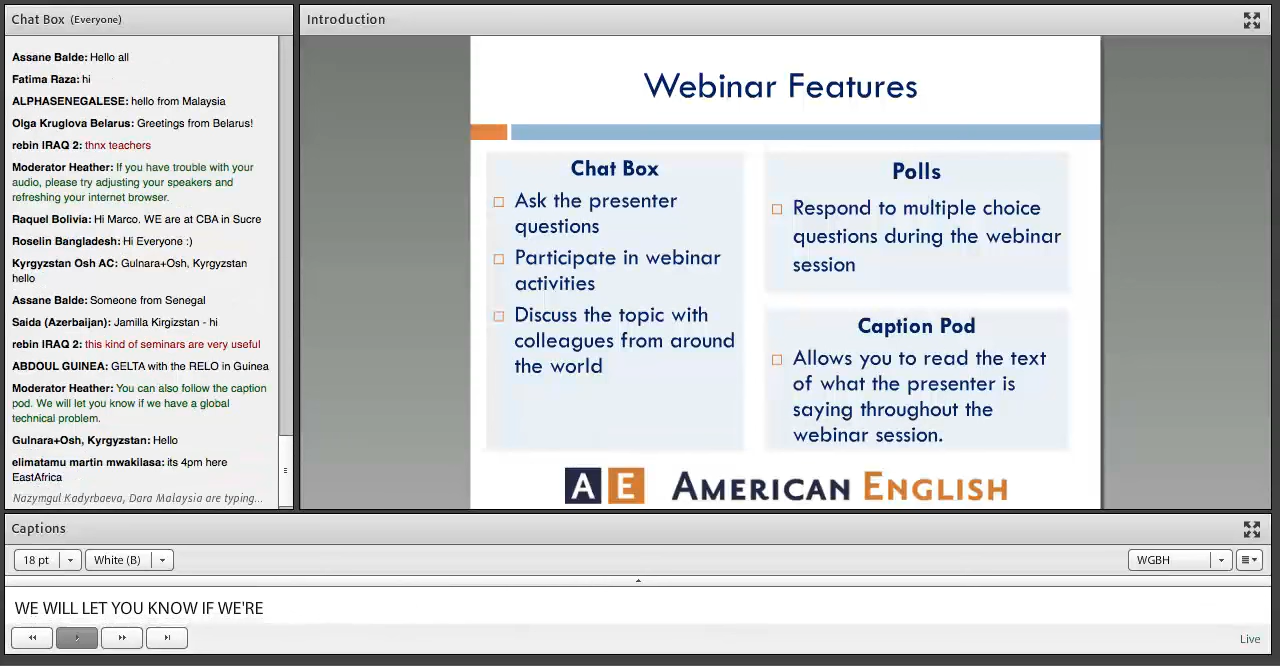 Chat Box (Everyone)
Assane Balde: Hello all
Fatima Raza: hi
ALPHASENEGALESE: hello from Malaysia
Olga Kruglova Belarus: Greetings from Belarus!
rebin IRAQ 2: thnx teachers
Moderator Heather: If you have trouble with your
audio, please try adjusting your speakers and
refreshing your internet browser.
Raquel Bolivia: Hi Marco. WE are at CBA in Sucre
Roselin Bangladesh: Hi Everyone :)
Kyrgyzstan Osh AC: Gulnara+Osh, Kyrgyzstan
hello
Assane Balde: Someone from Senegal
Saida (Azerbaijan): Jamilla Kirgizstan - hi
rebin IRAQ 2: this kind of seminars are very useful
ABDOUL GUINEA: GELTA with the RELO in Guinea
Moderator Heather: You can also follow the caption
pod. We will let you know if we have a global
technical problem.
Gulnara+Osh, Kyrgyzstan: Hello
elimatamu martin mwakilasa: its 4pm here
EastAfrica
Nazymgul Kadyrbaeva, Dara Malaysia are typing...
Introduction
Webinar Features
Chat Box
Ask the presenter
questions
Participate in webinar
activities
Discuss the topic with
colleagues from around
the world
Polls
Respond to multiple choice
questions during the webinar
session
Caption Pod
Allows you to read the text
of what the presenter is
saying throughout the
webinar session.
AE AMERICAN ENGLISH
Captions
18 pt White (B) WGBH
WE WILL LET YOU KNOW IF WE'RE
Live